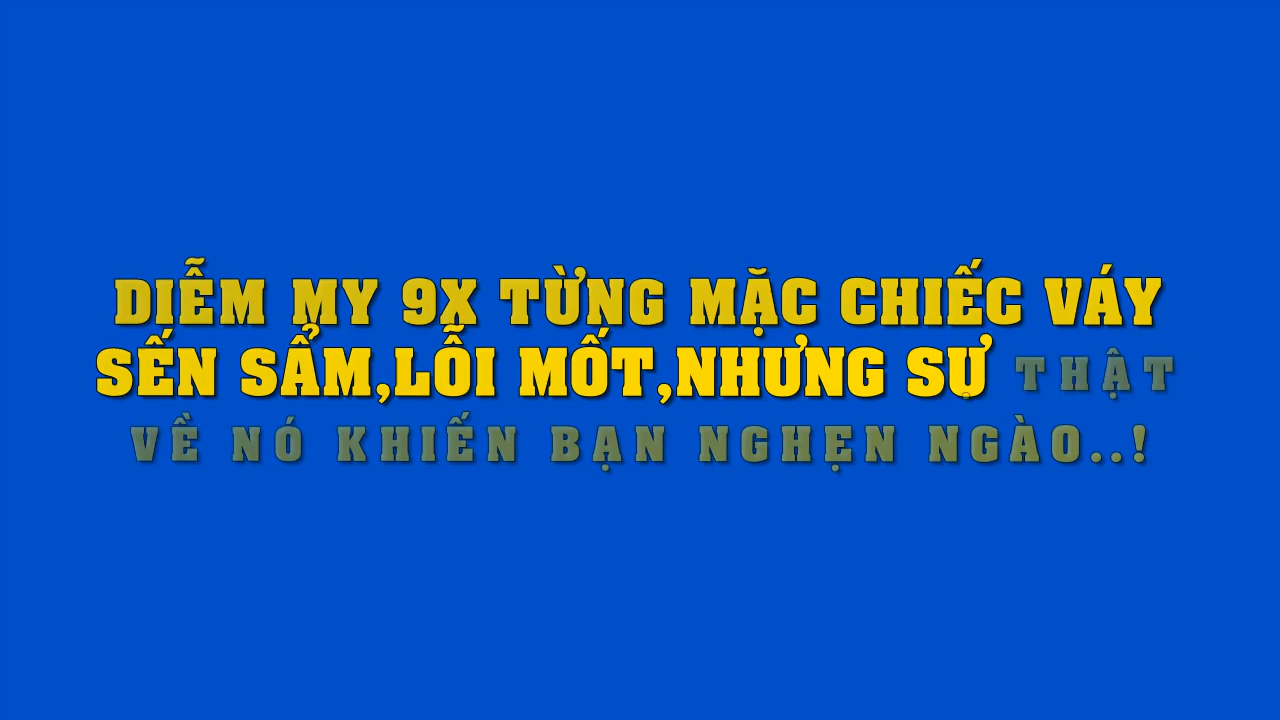 DIỄM MY 9X TỪNG MẶC CHIẾC VÁY
SẾN SẨM,LỖI MỐT,NHƯNG SỰ THẬT
VỀ NÓ KHIẾN BẠN NGHẸN NGÀO..!